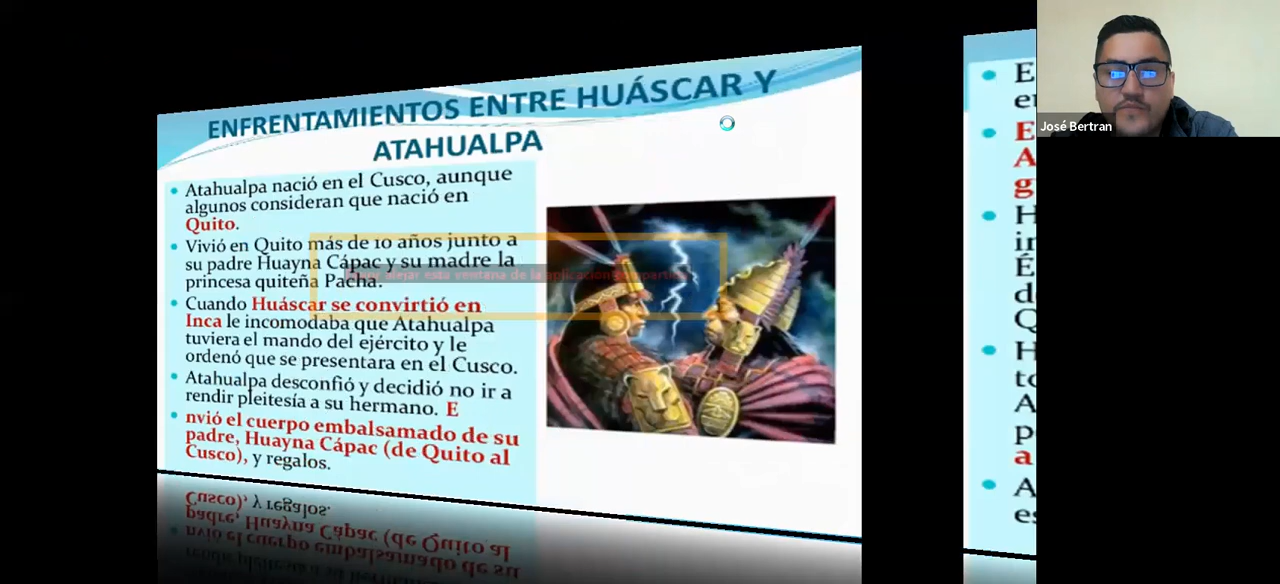 ENFRENTAMIENTOS ENTRE HUÁSCAR Y
ATAHUALPA
Atahualpa nació en el Cusco, aunque
algunos consideran que nació en
Quito.
Vivió en Quito más de 10 años junto a
su padre Huayna Cápac y su madre la
princesa quiteña Pacha.
Cuando Huáscar se convirtió en
Inca le incomodaba que Atahualpa
tuviera el mando del ejército y le
ordenó que se presentara en el Cusco.
Atahualpa desconfió y decidió no ir a
rendir pleitesía a su hermano. E
nvió el cuerpo embalsamado de su
padre, Huayna Cápac (de Quito al
Cusco), y regalos.
José Bertran